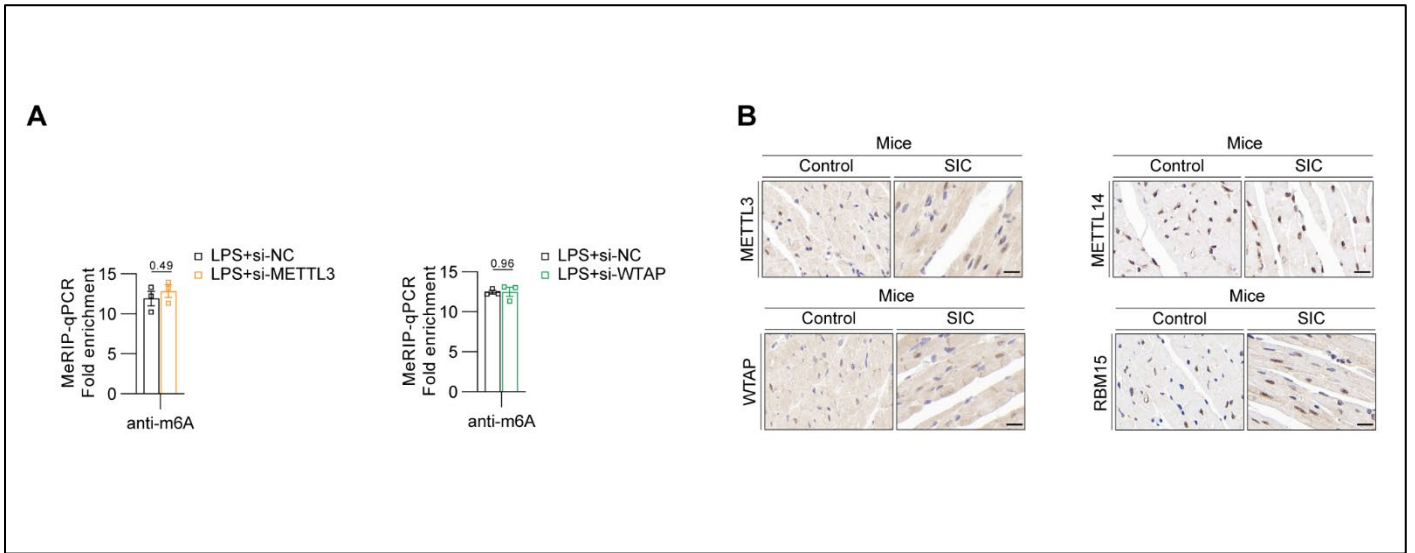 A
LPS+si-NC
LPS+si-METTL3
MeRIP-qPCR
Fold enrichment
15
10
5
0
0.49
anti-m6A
LPS+si-NC
LPS+si-WTAP
MeRIP-qPCR
Fold enrichment
15
10
5
0
0.96
anti-m6A
B
Mice
Control SIC
METTL3
Mice
Control SIC
METTL14
Mice
Control SIC
WTAP
Mice
Control SIC
RBM15